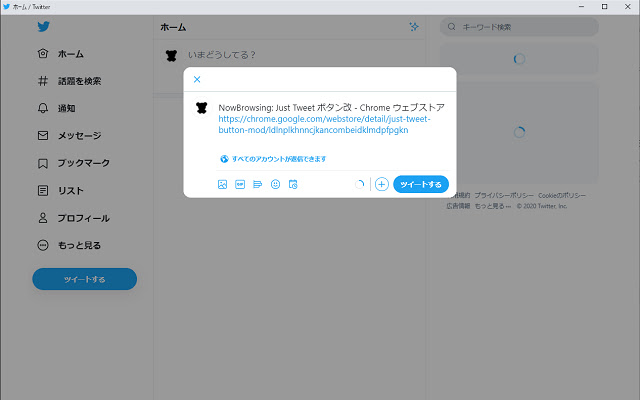 ホーム / Twitter
ホーム
話題を検索
通知
メッセージ
ブックマーク
リスト
プロフィール
もっと見る
ツイートする
ホーム
いまどうしてる？
NowBrowsing: Just Tweet ボタン改 - Chrome ウェブストア
https://chrome.google.com/webstore/detail/just-tweet-
button-mod/ldlnplkhnncjkancombeidklmdpfpgkn
すべてのアカウントが返信できます
GIF
ツイートする
キーワード検索
プライバシーポリシー Cookieのポリシー
広告情報 もっと見る ••• © 2020 Twitter, Inc.